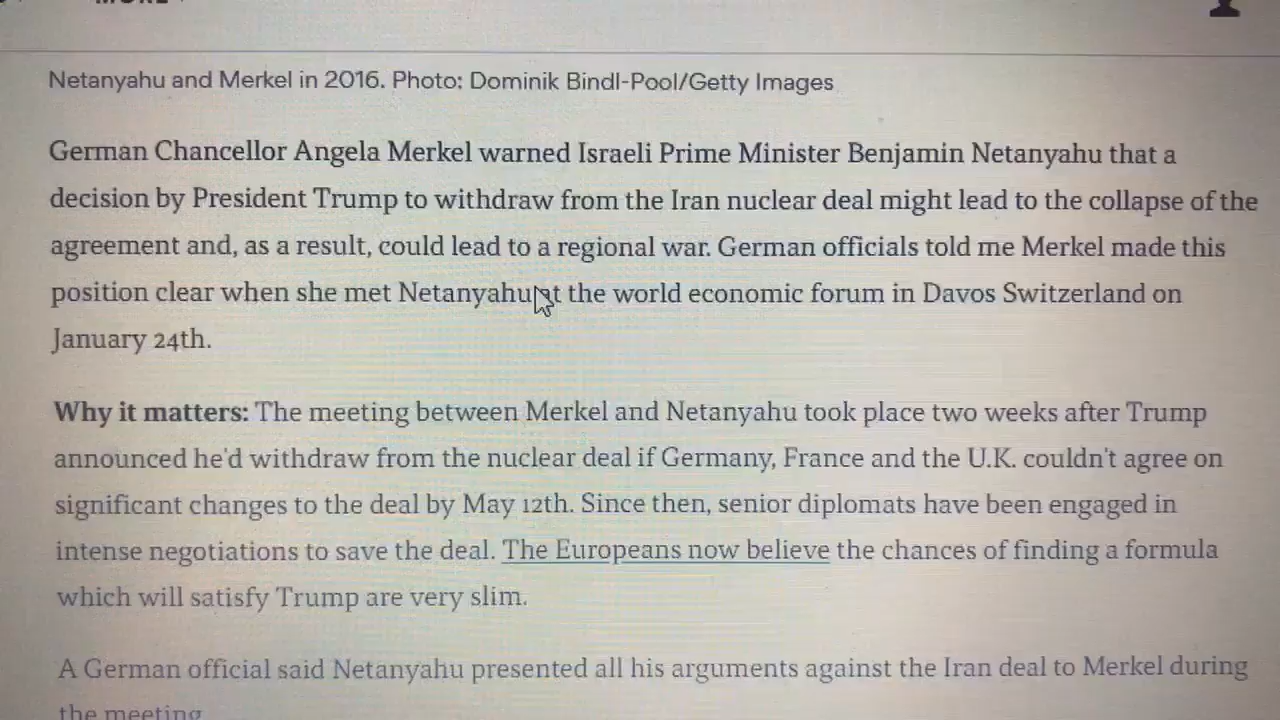 MORE
Netanyahu and Merkel in 2016. Photo: Dominik Bindl-Pool/Getty Images
German Chancellor Angela Merkel warned Israeli Prime Minister Benjamin Netanyahu that a
decision by President Trump to withdraw from the Iran nuclear deal might lead to the collapse of the
agreement and, as a result, could lead to a regional war. German officials told me Merkel made this
position clear when she met Netanyahu at the world economic forum in Davos Switzerland on
January 24th.
Why it matters: The meeting between Merkel and Netanyahu took place two weeks after Trump
announced he'd withdraw from the nuclear deal if Germany, France and the U.K. couldn't agree on
significant changes to the deal by May 12th. Since then, senior diplomats have been engaged in
intense negotiations to save the deal. The Europeans now believe the chances of finding a formula
which will satisfy Trump are very slim.
A German official said Netanyahu presented all his arguments against the Iran deal to Merkel during
the meeting